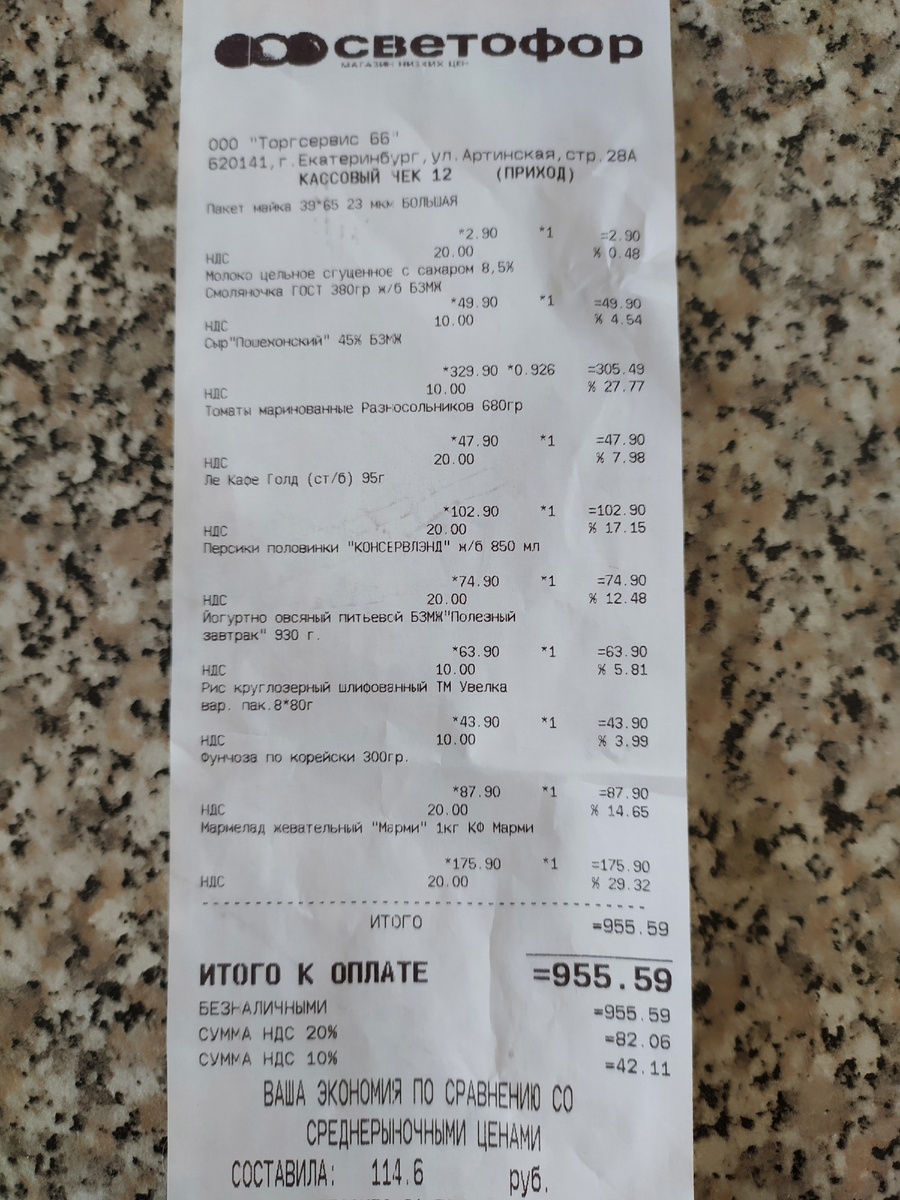 светофор
МАГАЗИН НИЗКИХ ЦЕН
ООО "Торгсервис 66"
620141,г.Екатеринбург,ул.Артинская,стр.28А
КАССОВЫЙ ЧЕК 12 (ПРИХОД)
Пакет майка 39*65 23 мкм БОЛЬШАЯ
*2.90 *1 =2.90
НДС 20.00 % 0.48
Молоко цельное сгущенное с сахаром 8,5%
Смоляночка ГОСТ 380гр ж/б БЗМЖ
*49.90 *1 =49.90
НДС 10.00 % 4.54
Сыр"Пошехонский" 45% БЗМЖ
*329.90 *0.926 =305.49
НДС 10.00 % 27.77
Томаты маринованные Разносольников 680гр
*47.90 *1 =47.90
НДС 20.00 % 7.98
Ле Кафе Голд (ст/б) 95г
*102.90 *1 =102.90
НДС 20.00 % 17.15
Персики половинки "КОНСЕРВЛЭНД" ж/б 850 мл
*74.90 *1 =74.90
НДС 20.00 % 12.48
Йогуртно овсяный питьевой БЗМЖ"Полезный
завтрак" 930 г.
*63.90 *1 =63.90
НДС 10.00 % 5.81
Рис круглозерный шлифованный ТМ Увелка
вар. пак.8*80г
*43.90 *1 =43.90
НДС 10.00 % 3.99
Фунчоза по корейски 300гр.
*87.90 *1 =87.90
НДС 20.00 % 14.65
Мармелад жевательный "Марми" 1кг КФ Марми
*175.90 *1 =175.90
НДС 20.00 % 29.32
ИТОГО =955.59
ИТОГО К ОПЛАТЕ =955.59
БЕЗНАЛИЧНЫМИ =955.59
СУММА НДС 20% =82.06
СУММА НДС 10% =42.11
ВАША ЭКОНОМИЯ ПО СРАВНЕНИЮ СО
СРЕДНЕРЫНОЧНЫМИ ЦЕНАМИ
СОСТАВИЛА: 114.6 руб.